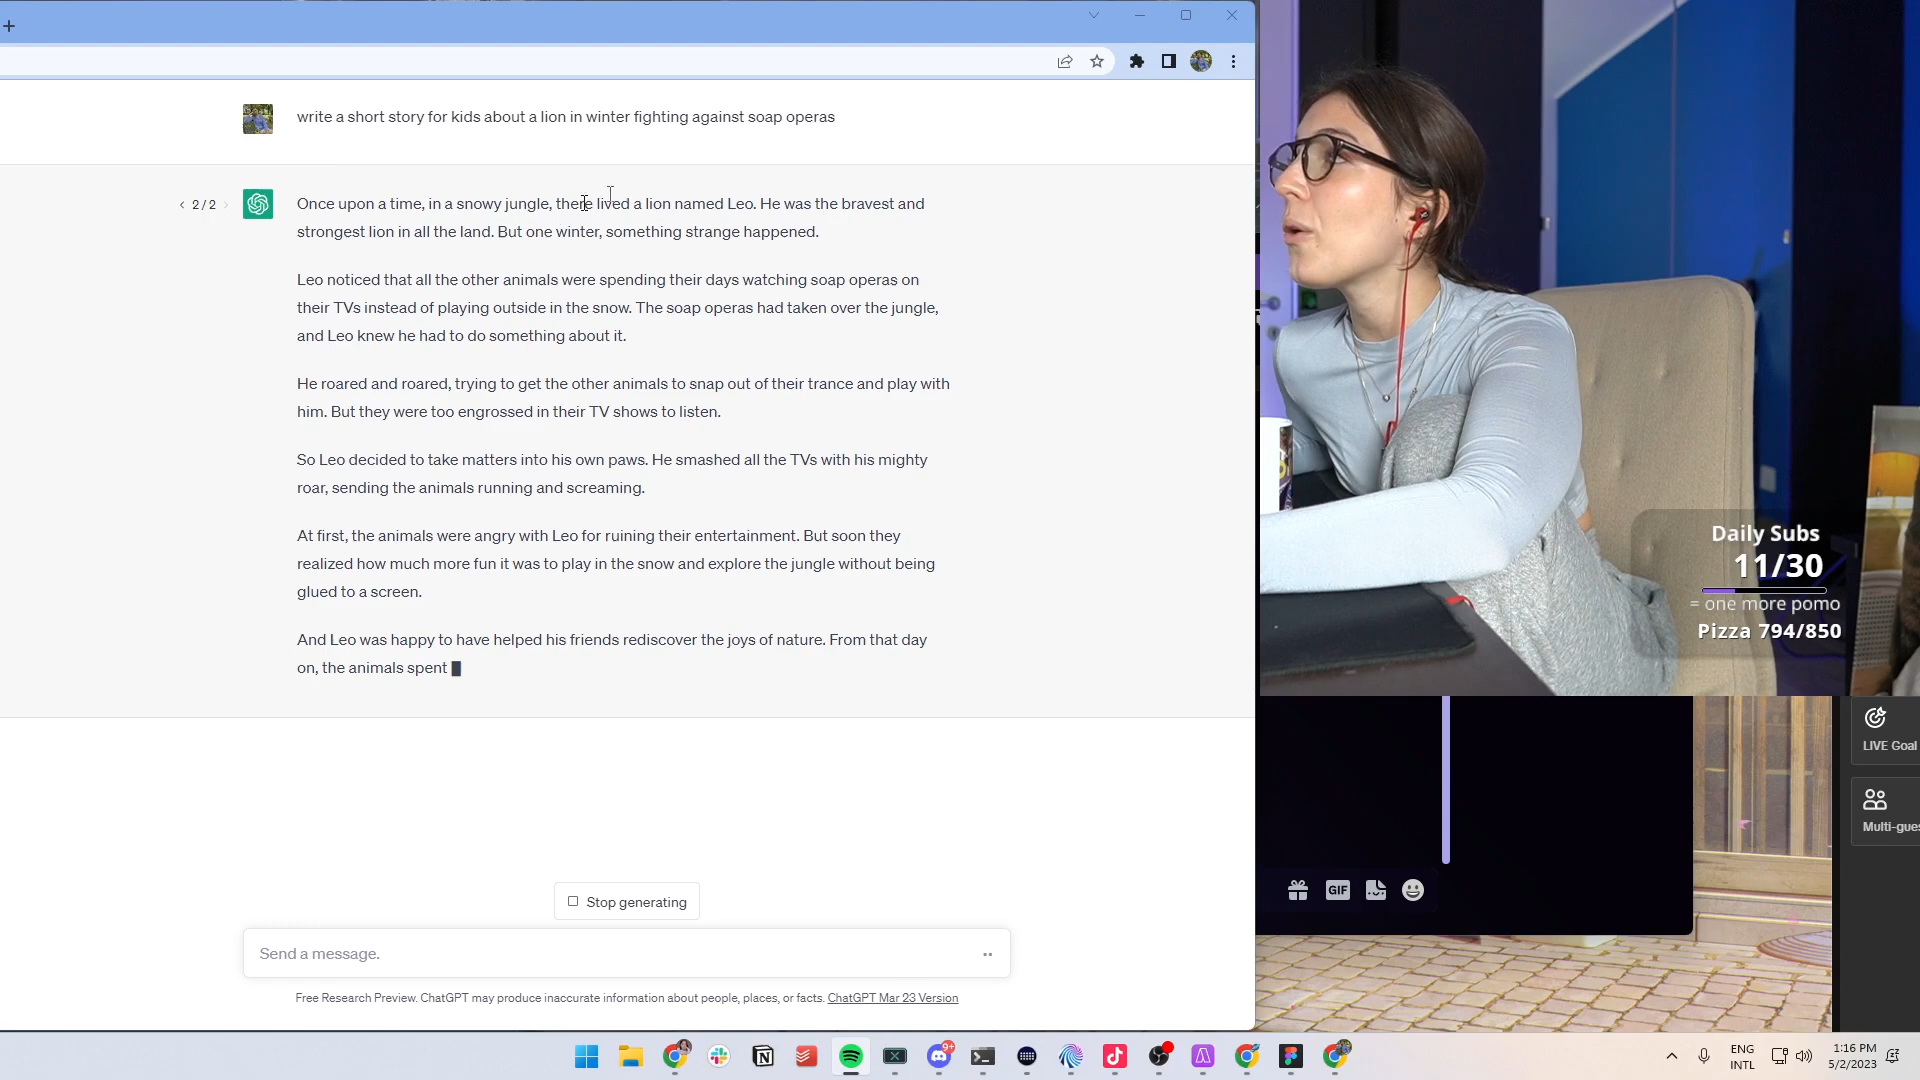 write a short story for kids about a lion in winter fighting against soap operas
2/2
Once upon a time, in a snowy jungle, there lived a lion named Leo. He was the bravest and
strongest lion in all the land. But one winter, something strange happened.
Leo noticed that all the other animals were spending their days watching soap operas on
their TVs instead of playing outside in the snow. The soap operas had taken over the jungle,
and Leo knew he had to do something about it.
He roared and roared, trying to get the other animals to snap out of their trance and play with
him. But they were too engrossed in their TV shows to listen.
So Leo decided to take matters into his own paws. He smashed all the TVs with his mighty
roar, sending the animals running and screaming.
At first, the animals were angry with Leo for ruining their entertainment. But soon they
realized how much more fun it was to play in the snow and explore the jungle without being
glued to a screen.
And Leo was happy to have helped his friends rediscover the joys of nature. From that day
on, the animals spent
Stop generating
Send a message.
Free Research Preview. ChatGPT may produce inaccurate information about people, places, or facts. ChatGPT Mar 23 Version
Daily Subs
11/30
= one more pomo
Pizza 794/850
LIVE Goal
Multi-gues
GIF
9+
ENG
INTL
1:16 PM
5/2/2023